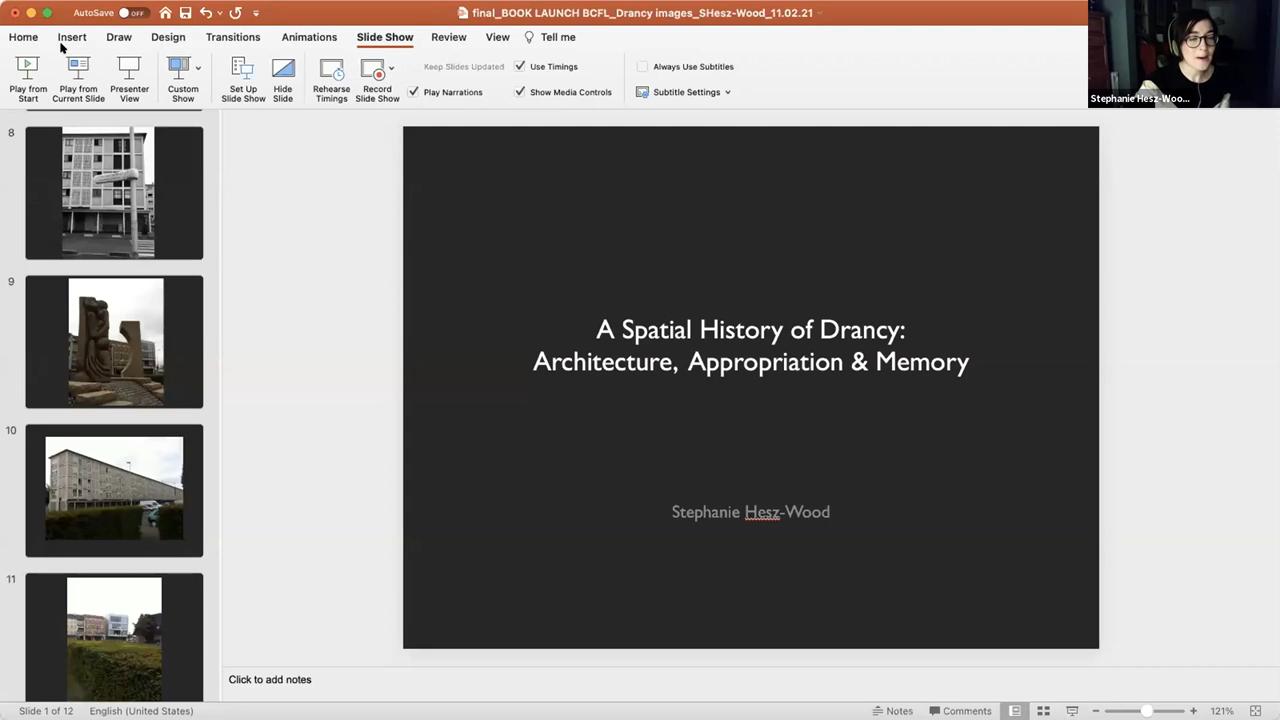 AutoSave OFF
final_BOOK LAUNCH BCFL_Drancy images_SHesz-Wood_11.02.21
Home Insert Draw Design Transitions Animations Slide Show Review View Tell me
Play from Start
Play from Current Slide
Presenter View
Custom Show
Set Up Slide Show
Hide Slide
Rehearse Timings
Record Slide Show
Keep Slides Updated
Use Timings
Play Narrations
Show Media Controls
Always Use Subtitles
Subtitle Settings
Stephanie Hesz-Woo...
8
9
10
11
A Spatial History of Drancy:
Architecture, Appropriation & Memory
Stephanie Hesz-Wood
Click to add notes
Slide 1 of 12 English (United States) Notes Comments 121%